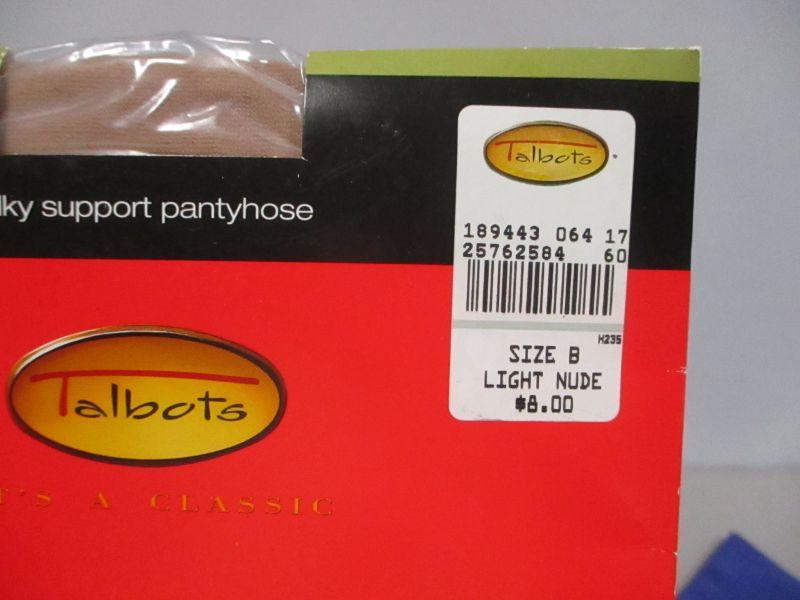 Talbots
189443 064 17
25762584 60
H235
SIZE B
LIGHT NUDE
$8.00
lky support pantyhose
Talbots
T'S A CLASSIC